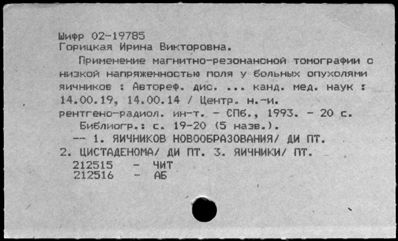 Шифр 02-19785
Горицкая Ирина Викторовна.
Применение магнитно-резонансной томографии с
низкой напряженностью поля у больных опухолями
яичников : Автореф. дис. ... канд. мед. наук :
14.00.19, 14.00.14 / Центр. н.-и.
рентгено-радиол. ин-т. - СПб., 1993. - 20 с.
Библиогр.: с. 19-20 (5 назв.).
-- 1. ЯИЧНИКОВ НОВООБРАЗОВАНИЯ/ ДИ ПТ.
2. ЦИСТАДЕНОМА/ ДИ ПТ. 3. ЯИЧНИКИ/ ПТ.
212515 - ЧИТ
212516 - АБ